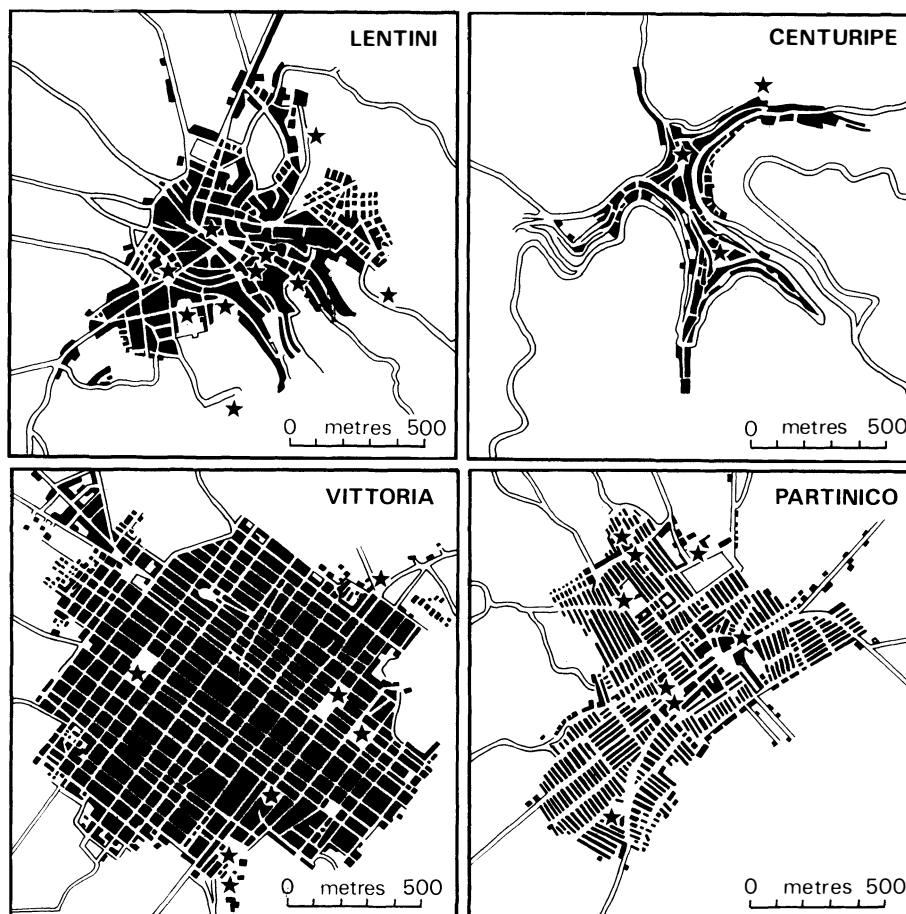 LENTINI
0 metres 500
CENTURIPE
0 metres 500
VITTORIA
0 metres 500
PARTINICO
0 metres 500